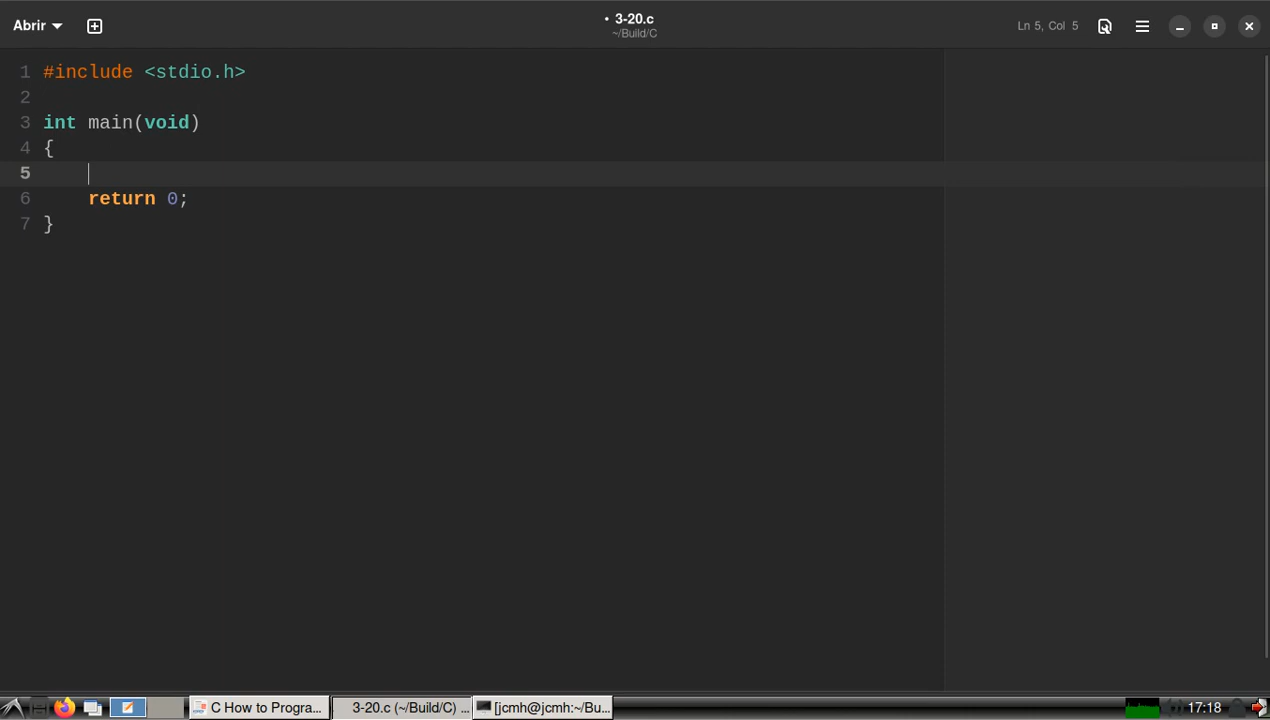 Abrir
• 3-20.c
~/Build/C
Ln 5, Col 5
1 #include <stdio.h>
2
3 int main(void)
4 {
5
6     return 0;
7 }
C How to Progra...
3-20.c (~/Build/C) ...
[jcmh@jcmh:~/Bu...
17:18